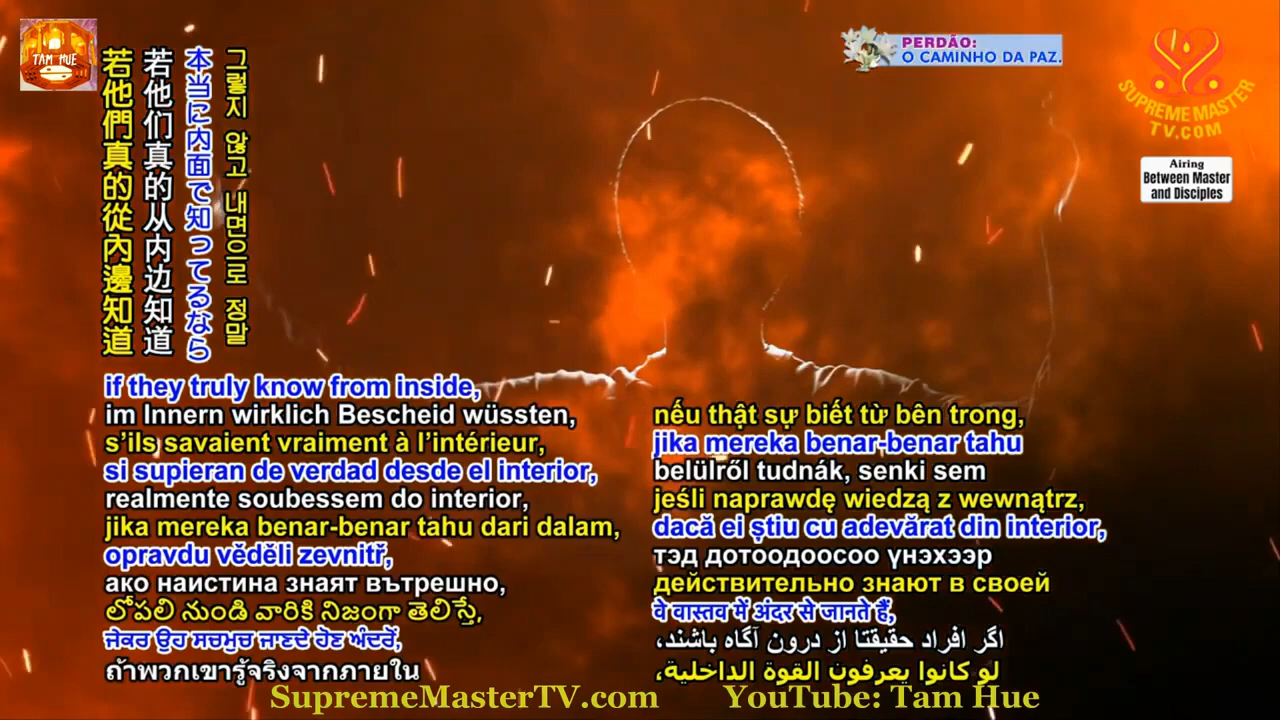 TAM HUE
PERDÃO:
O CAMINHO DA PAZ.
SUPREME MASTER
TV.COM
Airing
Between Master
and Disciples
그렇지 않고 내면으로 정말
本当に内面で知ってるなら
若他们真的从内边知道
若他們真的從內邊知道
if they truly know from inside,
im Innern wirklich Bescheid wüssten,
s’ils savaient vraiment à l’intérieur,
si supieran de verdad desde el interior,
realmente soubessem do interior,
jika mereka benar-benar tahu dari dalam,
opravdu věděli zevnitř,
ако наистина знаят вътрешно,
లోపలి నుండి వారికి నిజంగా తెలిస్తే,
ਜੇਕਰ ਉਹ ਸਚਮੁਚ ਜਾਣਦੇ ਹੋਣ ਅੰਦਰੋਂ,
ถ้าพวกเขารู้จริงจากภายใน
nếu thật sự biết từ bên trong,
jika mereka benar-benar tahu
belülről tudnák, senki sem
jeśli naprawdę wiedzą z wewnątrz,
dacă ei știu cu adevărat din interior,
тэд дотоодоосоо үнэхээр
действительно знают в своей
वे वास्तव में अंदर से जानते हैं,
اگر افراد حقیقتا از درون آگاه باشند،
لو كانوا يعرفون القوة الداخلية،
SupremeMasterTV.com
YouTube: Tam Hue